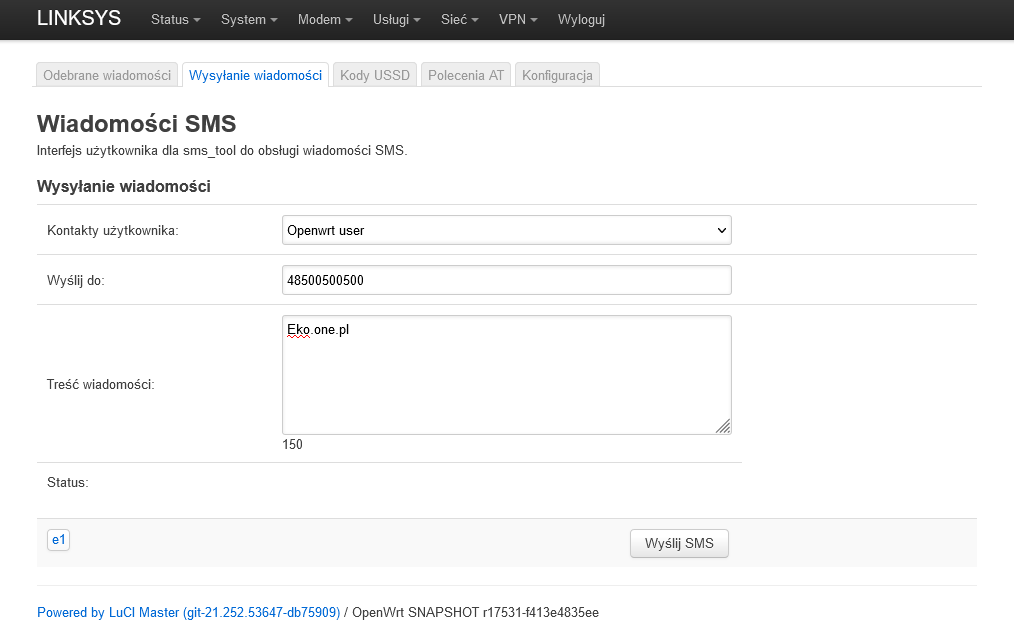 LINKSYS Status System Modem Usługi Sieć VPN Wyloguj
Odebrane wiadomości Wysyłanie wiadomości Kody USSD Polecenia AT Konfiguracja
Wiadomości SMS
Interfejs użytkownika dla sms_tool do obsługi wiadomości SMS.
Wysyłanie wiadomości
Kontakty użytkownika: Openwrt user
Wyślij do: 48500500500
Eko.one.pl
Treść wiadomości:
150
Status:
e1 Wyślij SMS
Powered by LuCI Master (git-21.252.53647-db75909) / OpenWrt SNAPSHOT r17531-f413e4835ee